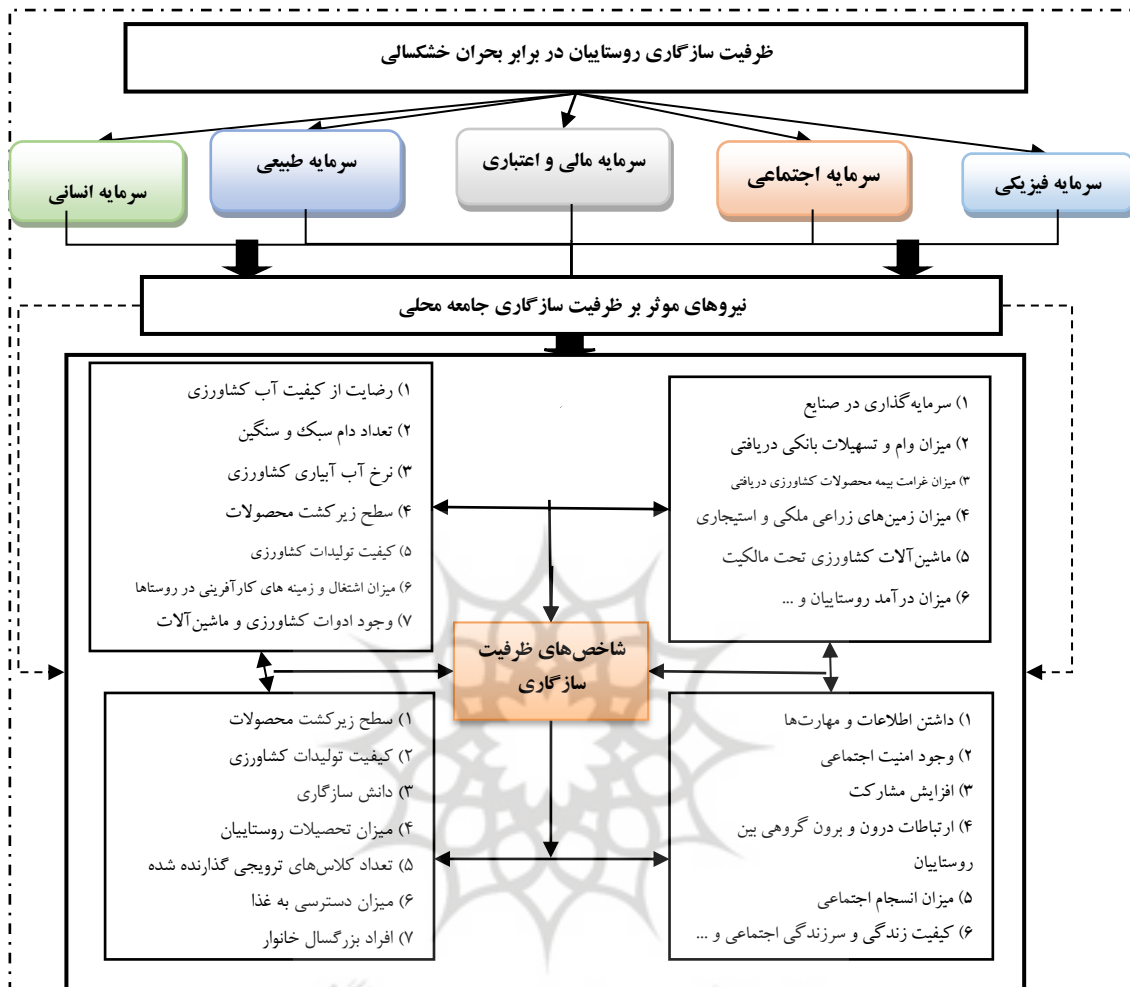 ظرفیت سازگاری روستاییان در برابر بحران خشکسالی
سرمایه فیزیکی
سرمایه اجتماعی
سرمایه مالی و اعتباری
سرمایه طبیعی
سرمایه انسانی
نیروهای موثر بر ظرفیت سازگاری جامعه محلی
۱) سرمایه‌گذاری در صنایع
۲) میزان وام و تسهیلات بانکی دریافتی
۳) میزان غرامت بیمه محصولات کشاورزی دریافتی
۴) میزان زمین‌های زراعی ملکی و استیجاری
۵) ماشین‌آلات کشاورزی تحت مالکیت
۶) میزان درآمد روستاییان و ...
۱) رضایت از کیفیت آب کشاورزی
۲) تعداد دام سبک و سنگین
۳) نرخ آب آبیاری کشاورزی
۴) سطح زیرکشت محصولات
۵) کیفیت تولیدات کشاورزی
۶) میزان اشتغال و زمینه های کارآفرینی در روستاها
۷) وجود ادوات کشاورزی و ماشین‌آلات
شاخص‌های ظرفیت
سازگاری
۱) داشتن اطلاعات و مهارت‌ها
۲) وجود امنیت اجتماعی
۳) افزایش مشارکت
۴) ارتباطات درون و برون گروهی بین
روستاییان
۵) میزان انسجام اجتماعی
۶) کیفیت زندگی و سرزندگی اجتماعی و ...
۱) سطح زیرکشت محصولات
۲) کیفیت تولیدات کشاورزی
۳) دانش سازگاری
۴) میزان تحصیلات روستاییان
۵) تعداد کلاس‌های ترویجی گذارنده شده
۶) میزان دسترسی به غذا
۷) افراد بزرگسال خانوار